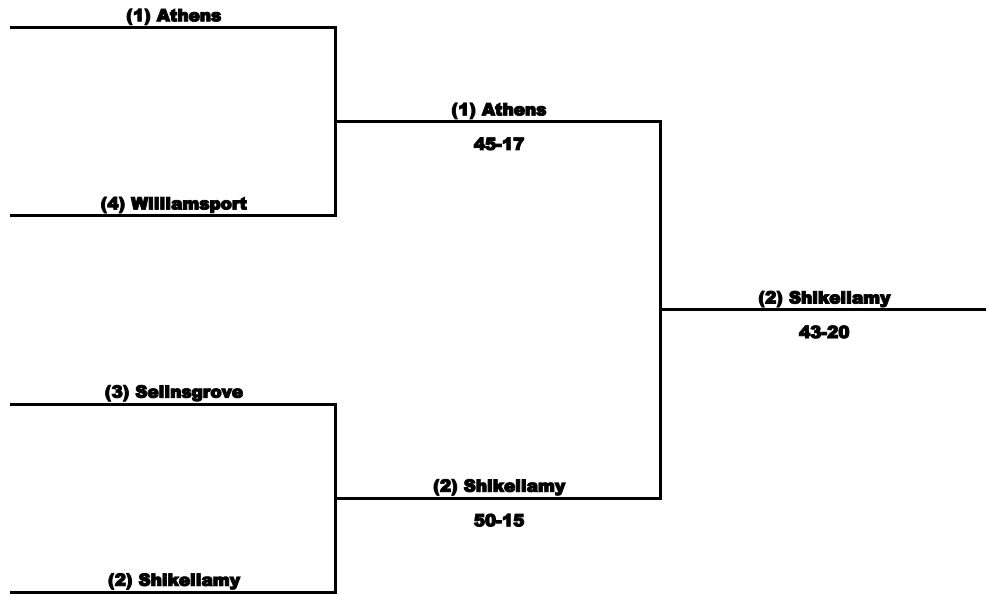 (1) Athens
(1) Athens
45-17
(4) Williamsport
(2) Shikellamy
43-20
(3) Selinsgrove
(2) Shikellamy
50-15
(2) Shikellamy